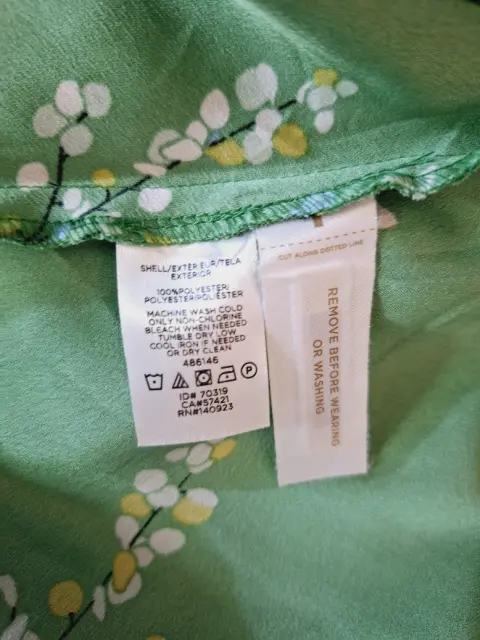 SHELL/EXTERIEUR/TELA
EXTERIOR
100%POLYESTER/
POLYESTER/POLIÉSTER
MACHINE WASH COLD
ONLY NON-CHLORINE
BLEACH WHEN NEEDED
TUMBLE DRY LOW
COOL IRON IF NEEDED
OR DRY CLEAN
486146
P
ID# 70319
CA#57421
RN#140923
CUT ALONG DOTTED LINE
REMOVE BEFORE WEARING
OR WASHING